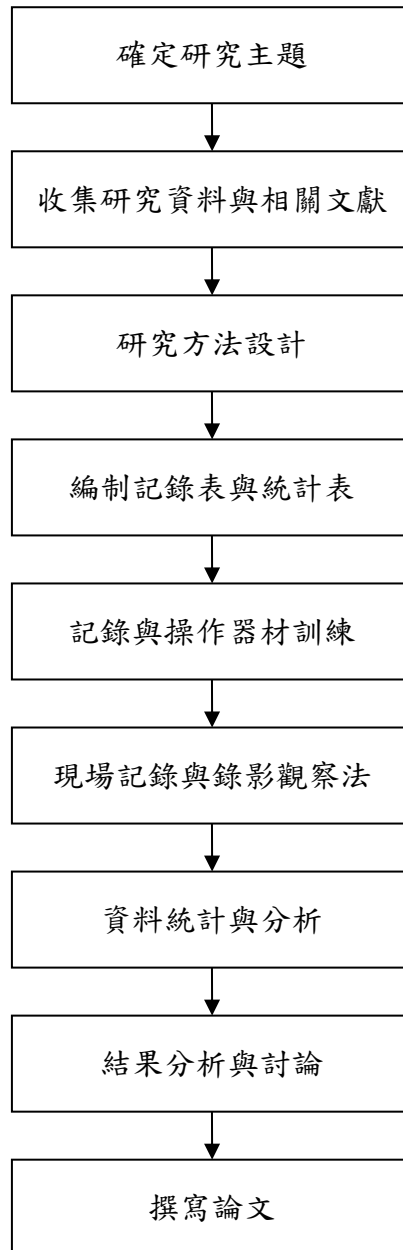 確定研究主題
收集研究資料與相關文獻
研究方法設計
編制記錄表與統計表
記錄與操作器材訓練
現場記錄與錄影觀察法
資料統計與分析
結果分析與討論
撰寫論文